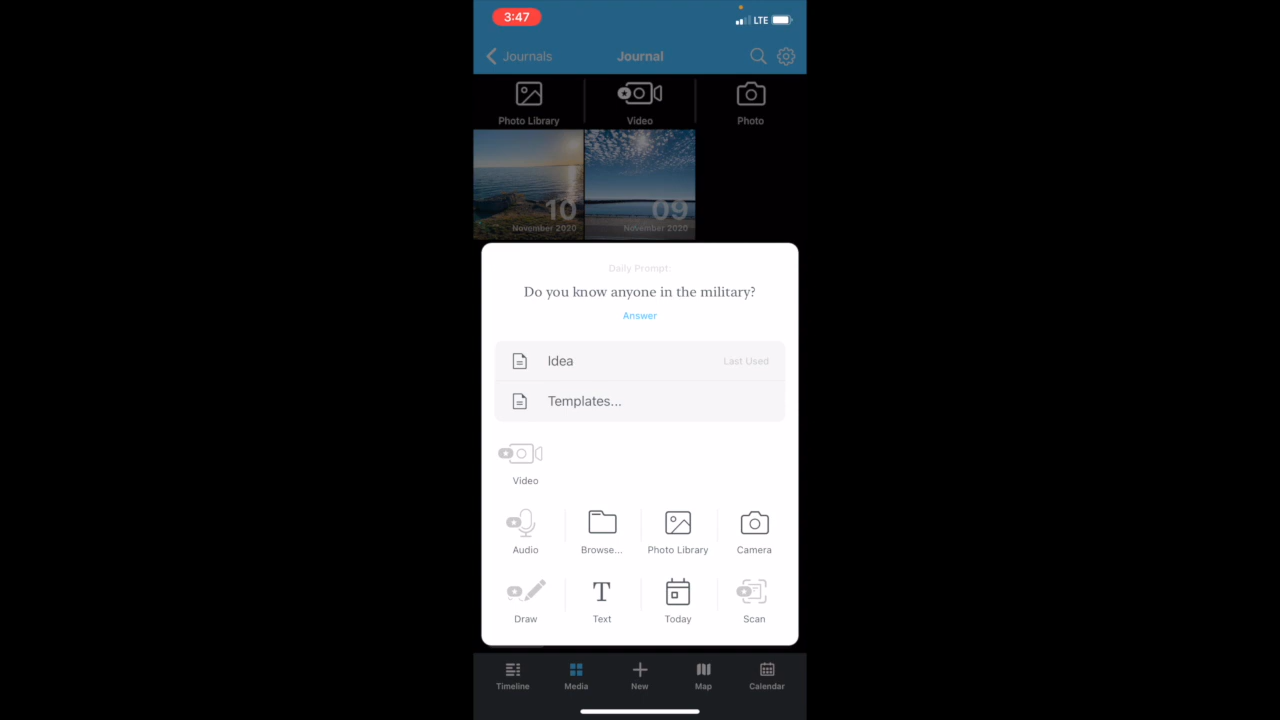 3:47
LTE
Journals
Journal
Photo Library
Video
Photo
10
November 2020
09
November 2020
Daily Prompt:
Do you know anyone in the military?
Answer
Idea
Last Used
Templates...
Video
Audio
Browse...
Photo Library
Camera
Draw
Text
Today
Scan
Timeline
Media
New
Map
Calendar